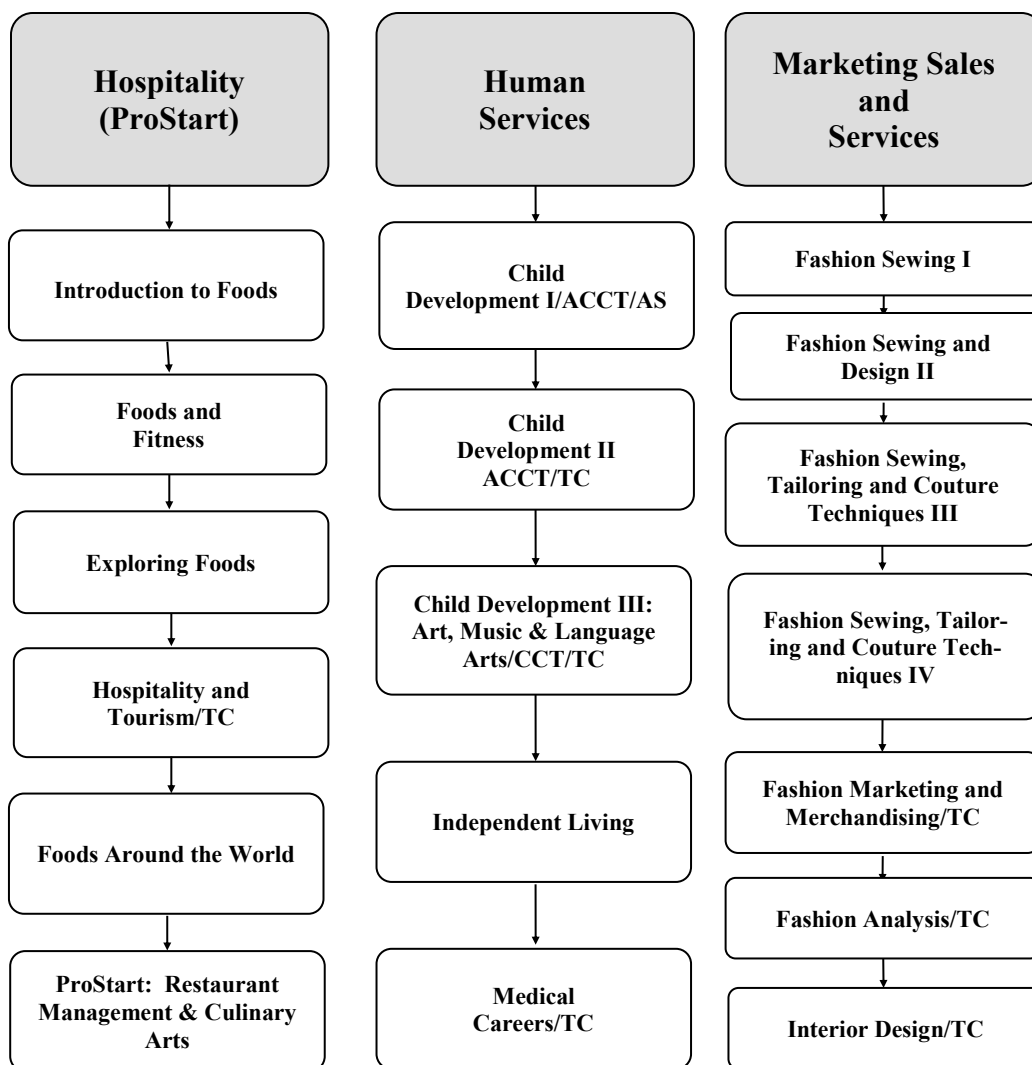 Hospitality
(ProStart)
Introduction to Foods
Foods and
Fitness
Exploring Foods
Hospitality and
Tourism/TC
Foods Around the World
ProStart:  Restaurant
Management & Culinary
Arts
Human
Services
Child
Development I/ACCT/AS
Child
Development II
ACCT/TC
Child Development III:
Art, Music & Language
Arts/CCT/TC
Independent Living
Medical
Careers/TC
Marketing Sales
and
Services
Fashion Sewing I
Fashion Sewing and
Design II
Fashion Sewing,
Tailoring and Couture
Techniques III
Fashion Sewing, Tailor-
ing and Couture Tech-
niques IV
Fashion Marketing and
Merchandising/TC
Fashion Analysis/TC
Interior Design/TC